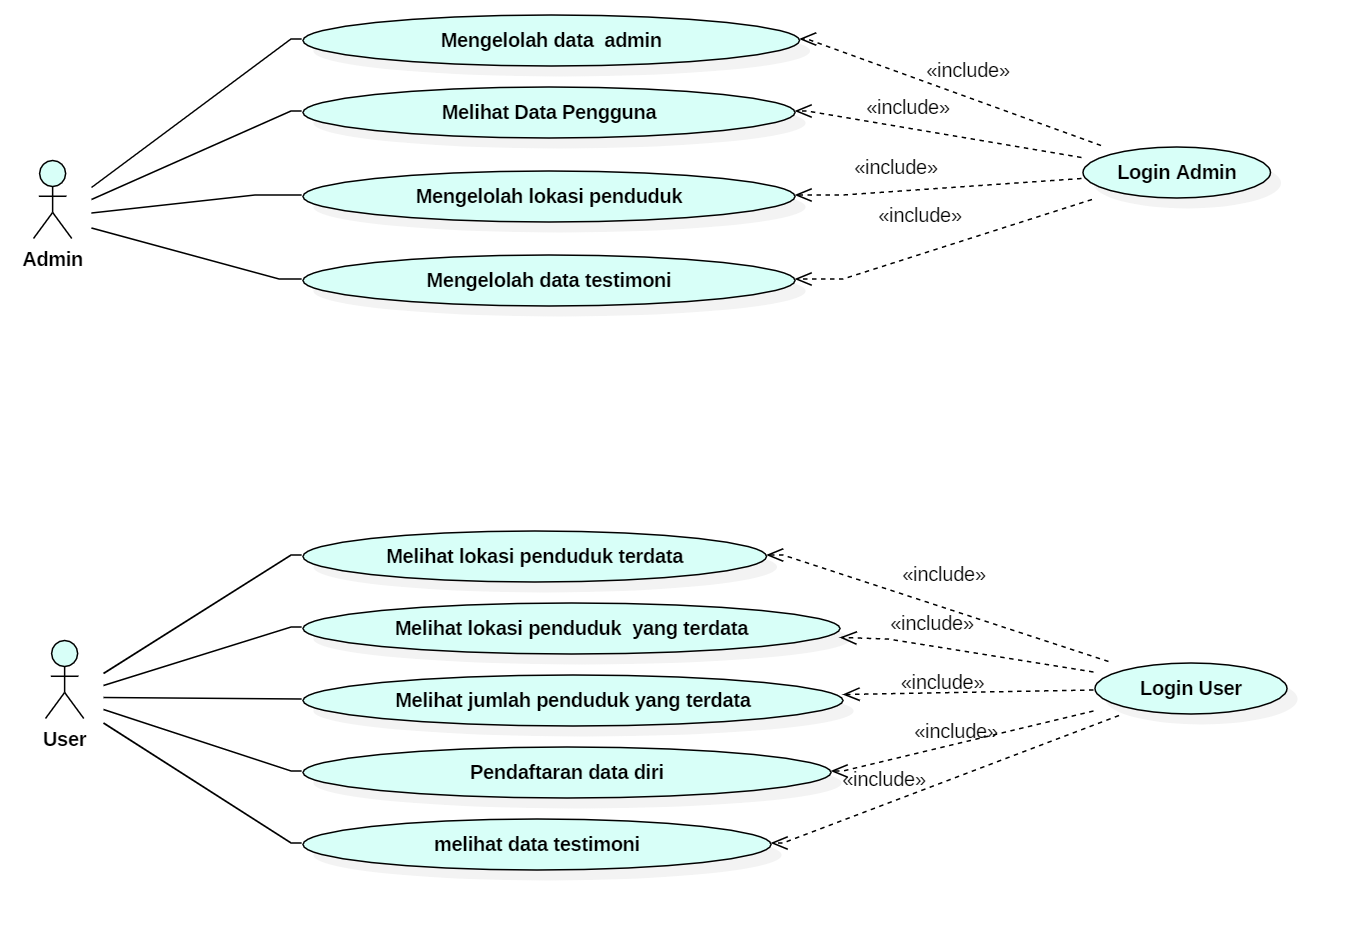 Mengelolah data  admin
«include»
Melihat Data Pengguna
«include»
Mengelolah lokasi penduduk
«include»
Login Admin
«include»
Admin
Mengelolah data testimoni
Melihat lokasi penduduk terdata
«include»
Melihat lokasi penduduk  yang terdata
«include»
Melihat jumlah penduduk yang terdata
«include»
Login User
User
«include»
Pendaftaran data diri
«include»
melihat data testimoni